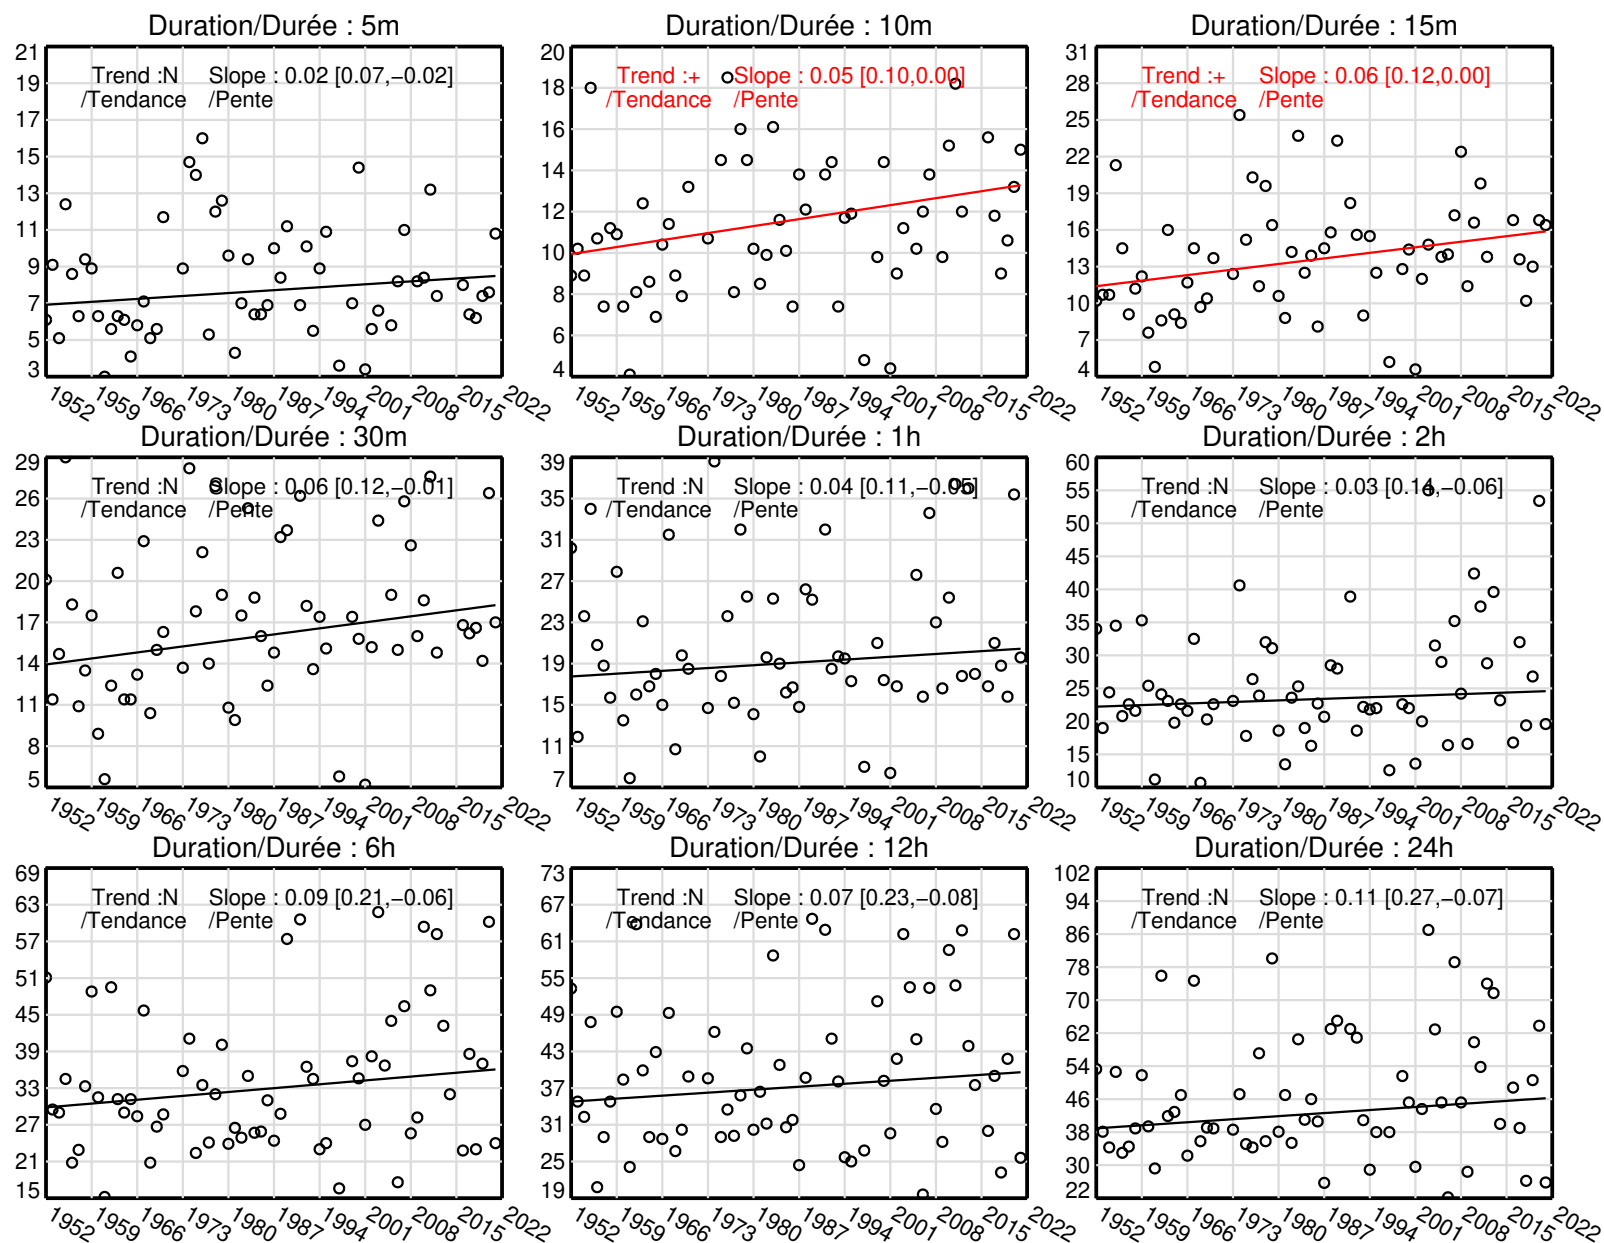 Duration/Durée : 5m
21
19
17
15
13
11
9
7
5
3
Trend :N Slope : 0.02 [0.07,−0.02]
/Tendance /Pente
1952 1959 1966 1973 1980 1987 1994 2001 2008 2015 2022
Duration/Durée : 10m
20
18
16
14
12
10
8
6
4
Trend :+ Slope : 0.05 [0.10,0.00]
/Tendance /Pente
1952 1959 1966 1973 1980 1987 1994 2001 2008 2015 2022
Duration/Durée : 15m
31
28
25
22
19
16
13
10
7
4
Trend :+ Slope : 0.06 [0.12,0.00]
/Tendance /Pente
1952 1959 1966 1973 1980 1987 1994 2001 2008 2015 2022
Duration/Durée : 30m
29
26
23
20
17
14
11
8
5
Trend :N Slope : 0.06 [0.12,−0.01]
/Tendance /Pente
1952 1959 1966 1973 1980 1987 1994 2001 2008 2015 2022
Duration/Durée : 1h
39
35
31
27
23
19
15
11
7
Trend :N Slope : 0.04 [0.11,−0.05]
/Tendance /Pente
1952 1959 1966 1973 1980 1987 1994 2001 2008 2015 2022
Duration/Durée : 2h
60
55
50
45
40
35
30
25
20
15
10
Trend :N Slope : 0.03 [0.14,−0.06]
/Tendance /Pente
1952 1959 1966 1973 1980 1987 1994 2001 2008 2015 2022
Duration/Durée : 6h
69
63
57
51
45
39
33
27
21
15
Trend :N Slope : 0.09 [0.21,−0.06]
/Tendance /Pente
1952 1959 1966 1973 1980 1987 1994 2001 2008 2015 2022
Duration/Durée : 12h
73
67
61
55
49
43
37
31
25
19
Trend :N Slope : 0.07 [0.23,−0.08]
/Tendance /Pente
1952 1959 1966 1973 1980 1987 1994 2001 2008 2015 2022
Duration/Durée : 24h
102
94
86
78
70
62
54
46
38
30
22
Trend :N Slope : 0.11 [0.27,−0.07]
/Tendance /Pente
1952 1959 1966 1973 1980 1987 1994 2001 2008 2015 2022